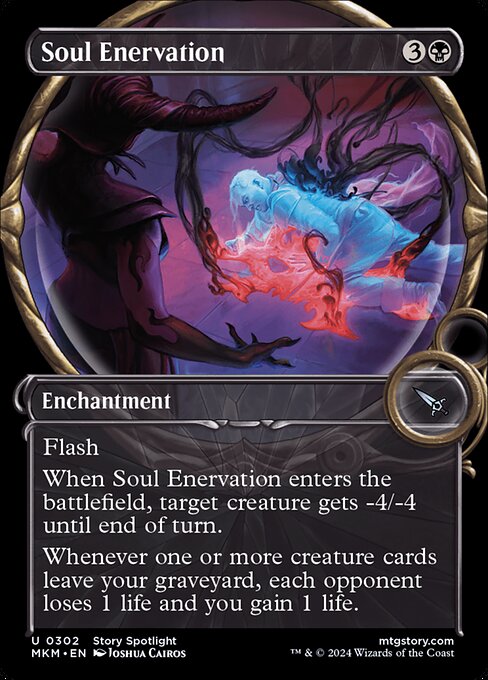 Soul Enervation 3
Enchantment
Flash
When Soul Enervation enters the
battlefield, target creature gets -4/-4
until end of turn.
Whenever one or more creature cards
leave your graveyard, each opponent
loses 1 life and you gain 1 life.
U 0302 Story Spotlight mtgstory.com
MKM • EN Joshua Cairos ™ & © 2024 Wizards of the Coast